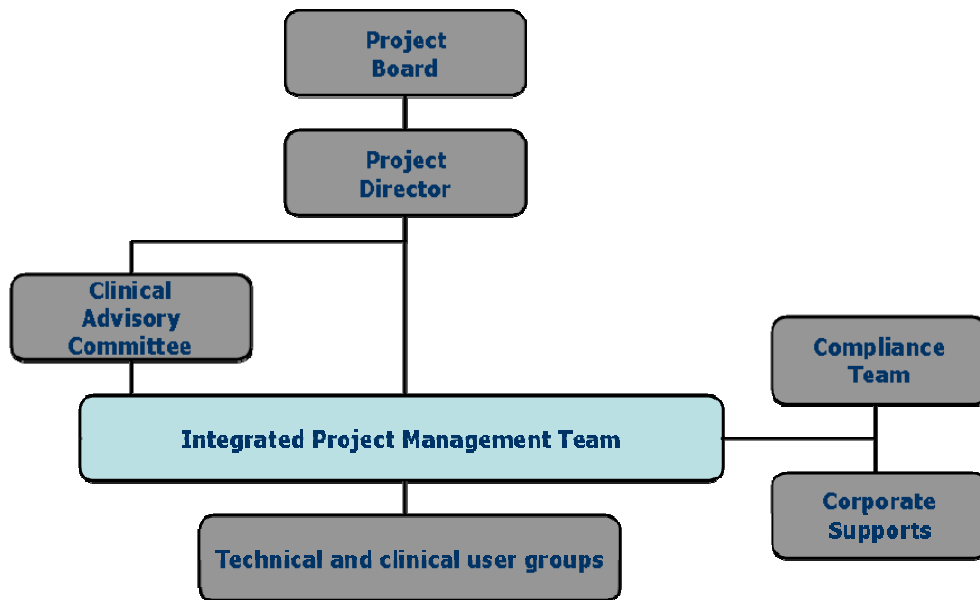 Project
Board
Project
Director
Clinical
Advisory
Committee
Compliance
Team
Integrated Project Management Team
Corporate
Supports
Technical and clinical user groups